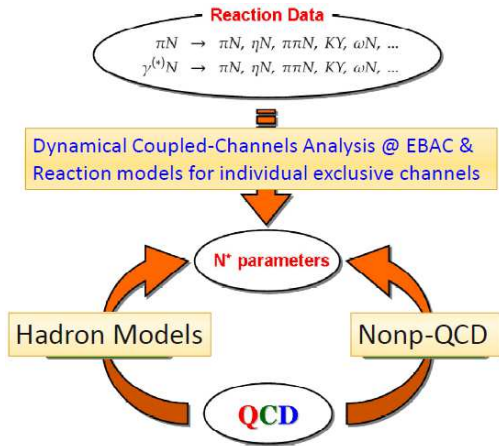 Reaction Data
πN → πN, ηN, ππN, KY, ωN, ...
γ(*)N → πN, ηN, ππN, KY, ωN, ...
Dynamical Coupled-Channels Analysis @ EBAC &
Reaction models for individual exclusive channels
N* parameters
Hadron Models
Nonp-QCD
QCD